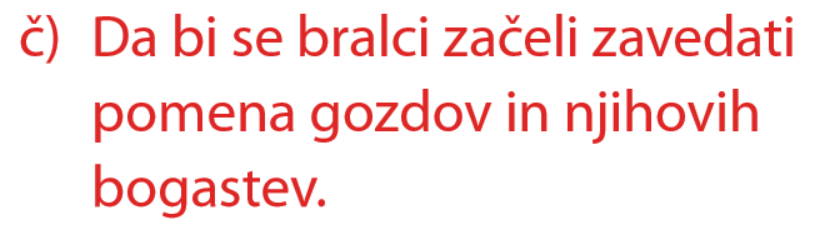 č) Da bi se bralci začeli zavedati
pomena gozdov in njihovih
bogastev.